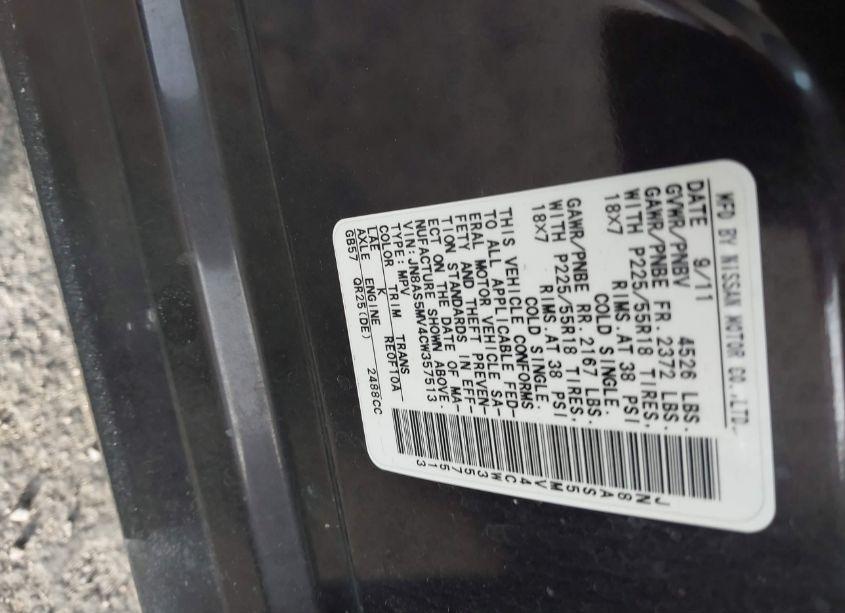 MFD BY NISSAN MOTOR CO.,LTD.
DATE 9/11
GVWR/PNBV 4526 LBS.
GAWR/PNBE FR. 2372 LBS.
WITH P225/55R18 TIRES,
18X7 RIMS.AT 38 PSI
COLD SINGLE.
GAWR/PNBE RR. 2167 LBS.
WITH P225/55R18 TIRES,
18X7 RIMS.AT 38 PSI
COLD SINGLE.
THIS VEHICLE CONFORMS
TO ALL APPLICABLE FED-
ERAL MOTOR VEHICLE SA-
FETY AND THEFT PREVEN-
TION STANDARDS IN EFF-
ECT ON THE DATE OF MA-
NUFACTURE SHOWN ABOVE.
VIN:JN8AS5MV4CW357513
TYPE:MPV
COLOR TRIM TRANS
LAE K RE0F10A
AXLE ENGINE
GB57 QR25(DE) 2488CC
JN8AS5MV4CW357513